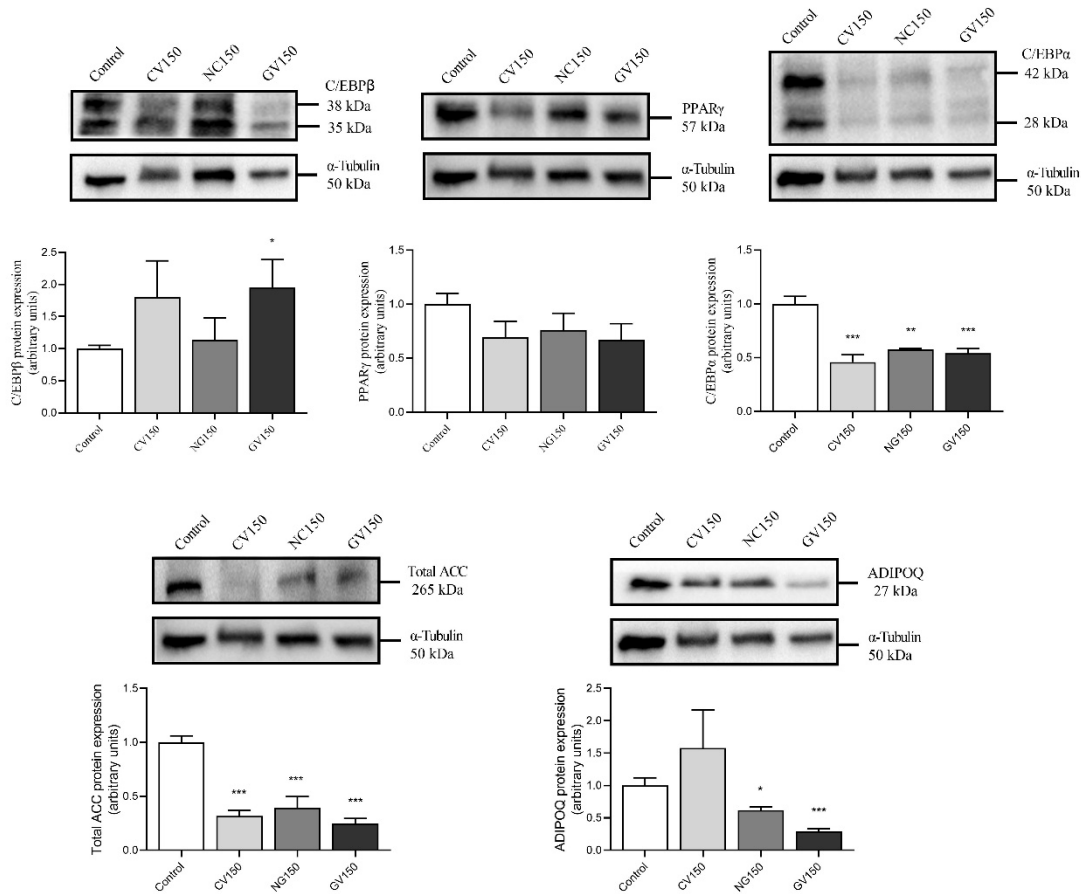 Control CV150 NC150 GV150
C/EBPβ
38 kDa
35 kDa
α-Tubulin
50 kDa
Control CV150 NC150 GV150
PPARγ
57 kDa
α-Tubulin
50 kDa
Control CV150 NC150 GV150
C/EBPα
42 kDa
28 kDa
α-Tubulin
50 kDa
C/EBPβ protein expression
(arbitrary units)
2.5
2.0
1.5
1.0
0.5
0.0
*
Control CV150 NG150 GV150
PPARγ protein expression
(arbitrary units)
1.5
1.0
0.5
0.0
Control CV150 NG150 GV150
C/EBPα protein expression
(arbitrary units)
1.5
1.0
0.5
0.0
*** ** ***
Control CV150 NG150 GV150
Control CV150 NC150 GV150
Total ACC
265 kDa
α-Tubulin
50 kDa
Control CV150 NC150 GV150
ADIPOQ
27 kDa
α-Tubulin
50 kDa
Total ACC protein expression
(arbitrary units)
1.5
1.0
0.5
0.0
*** *** ***
Control CV150 NG150 GV150
ADIPOQ protein expression
(arbitrary units)
2.5
2.0
1.5
1.0
0.5
0.0
* ***
Control CV150 NG150 GV150